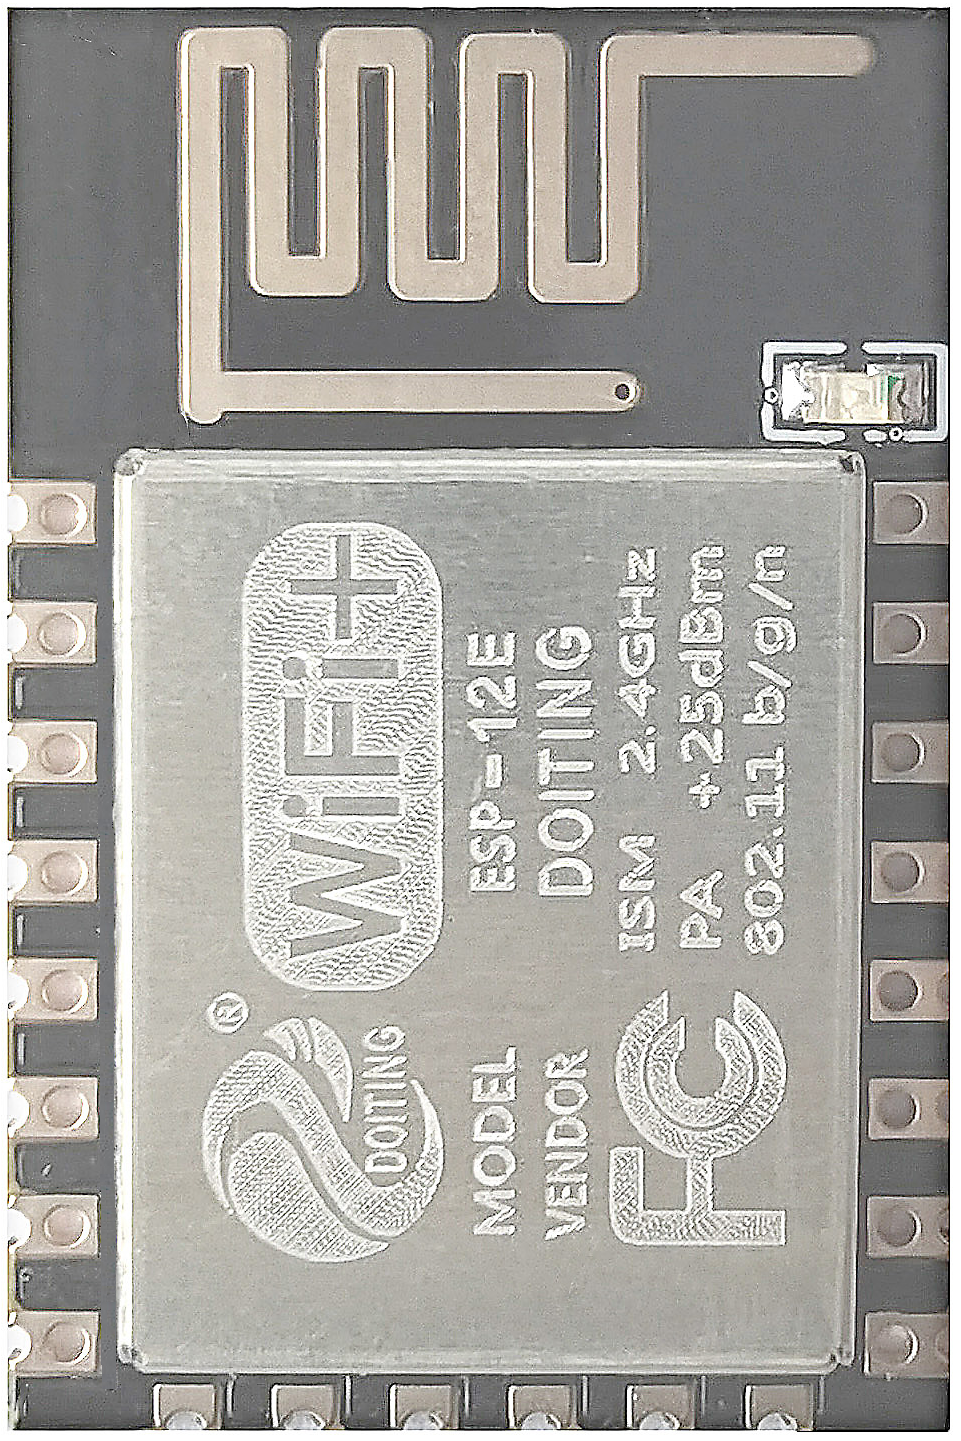 ®
DOITING
WiFi+
MODEL ESP-12E
VENDOR DOITING
FC
ISM 2.4GHz
PA +25dBm
802.11 b/g/n